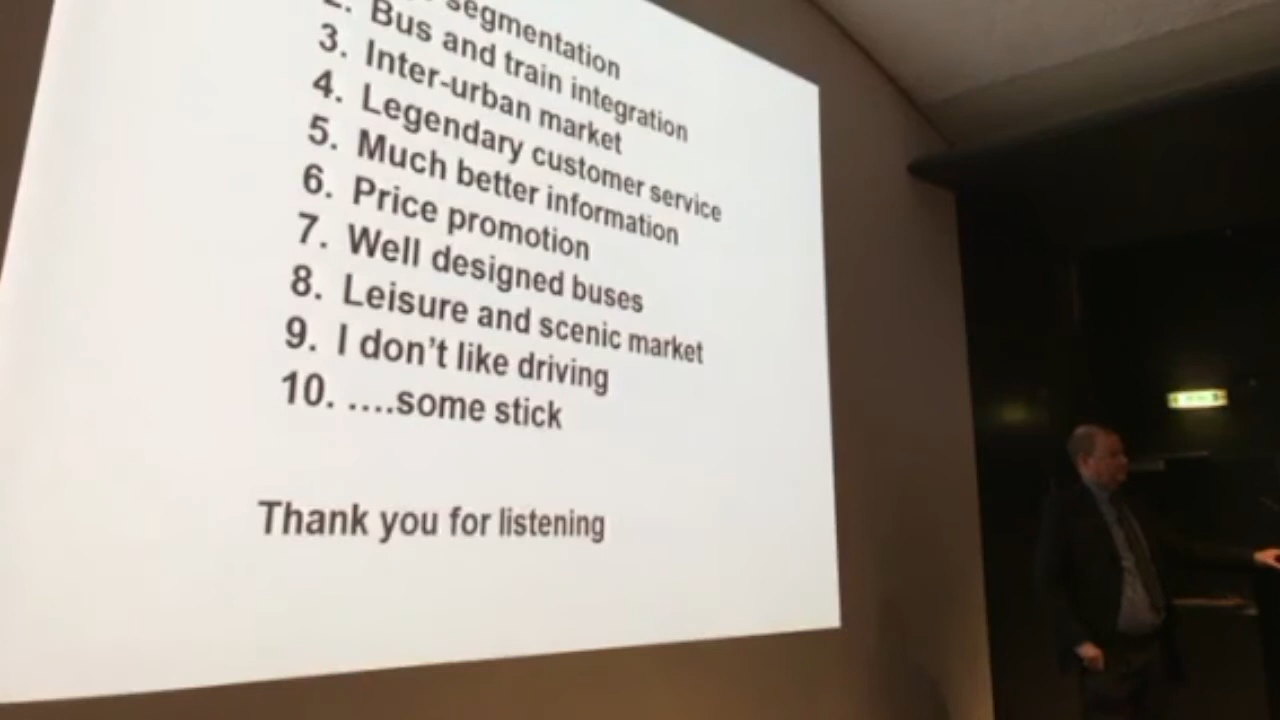 segmentation
2. Bus and train integration
3. Inter-urban market
4. Legendary customer service
5. Much better information
6. Price promotion
7. Well designed buses
8. Leisure and scenic market
9. I don't like driving
10. ....some stick
Thank you for listening